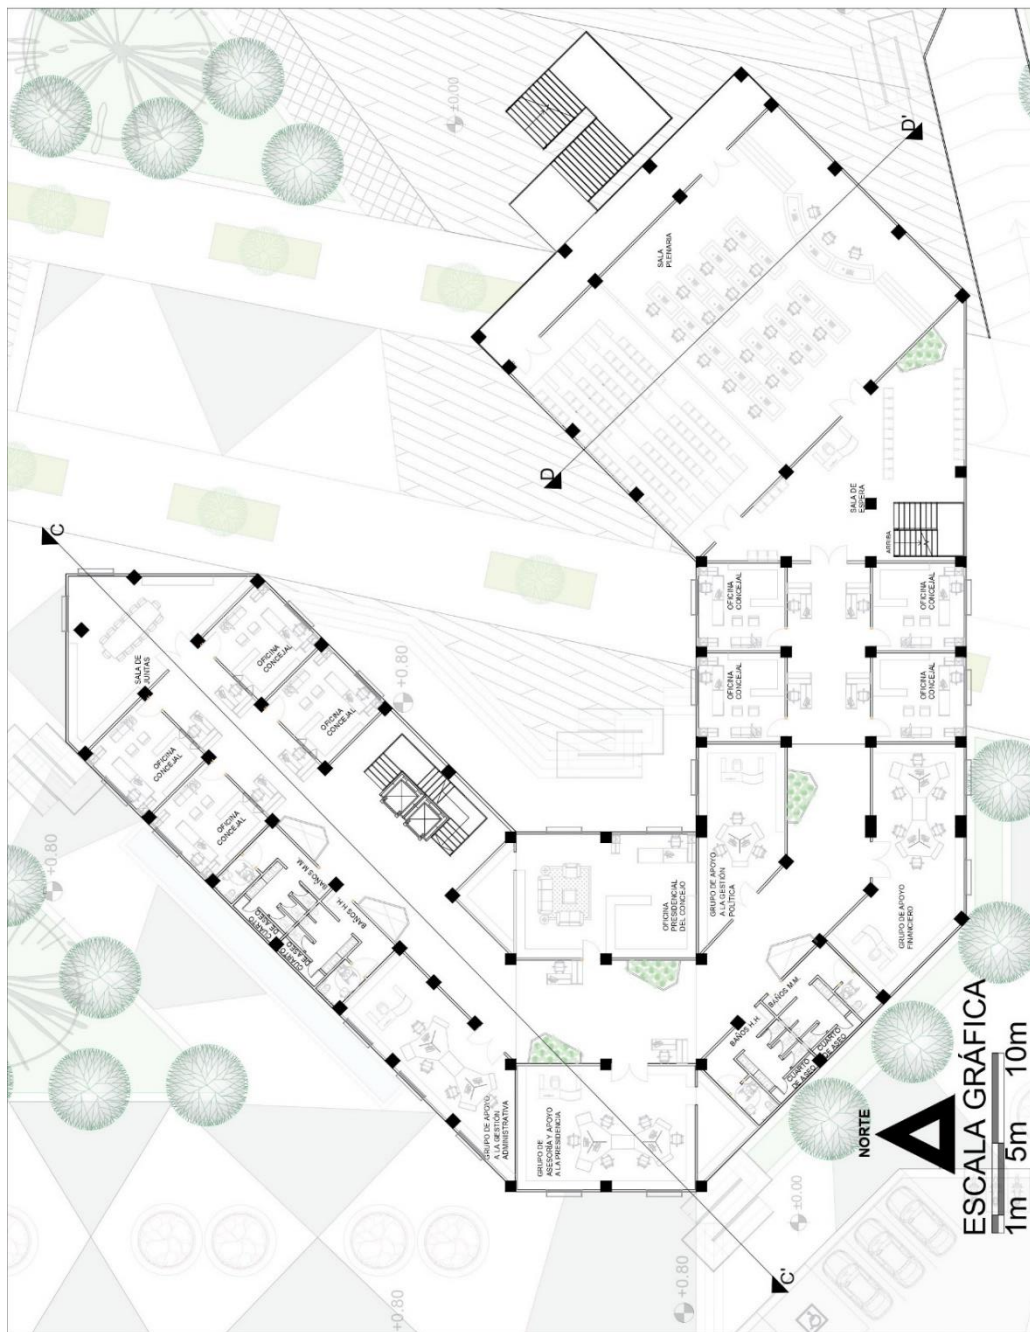 ±0.00
D'
SALA
PLENARIA
D
C
SALA DE
ESPERA
ARRIBA
SALA DE
JUNTAS
OFICINA
CONCEJAL
OFICINA
CONCEJAL
OFICINA
CONCEJAL
OFICINA
CONCEJAL
OFICINA
CONCEJAL
OFICINA
CONCEJAL
OFICINA
CONCEJAL
OFICINA
CONCEJAL
+0.80
+0.80
BAÑOS M.M.
BAÑOS H.H.
CUARTO
DE ASEO
CUARTO
DE ASEO
OFICINA
PRESIDENCIAL
DEL CONCEJO
GRUPO DE APOYO
A LA GESTIÓN
POLÍTICA
GRUPO DE APOYO
FINANCIERO
BAÑOS M.M.
BAÑOS H.H.
CUARTO
DE ASEO
CUARTO
DE ASEO
GRUPO DE APOYO
A LA GESTIÓN
ADMINISTRATIVA
GRUPO DE
ASESORÍA Y APOYO
A LA PRESIDENCIA
NORTE
ESCALA GRÁFICA
1m 5m 10m
±0.00
C'
+0.80
+0.80